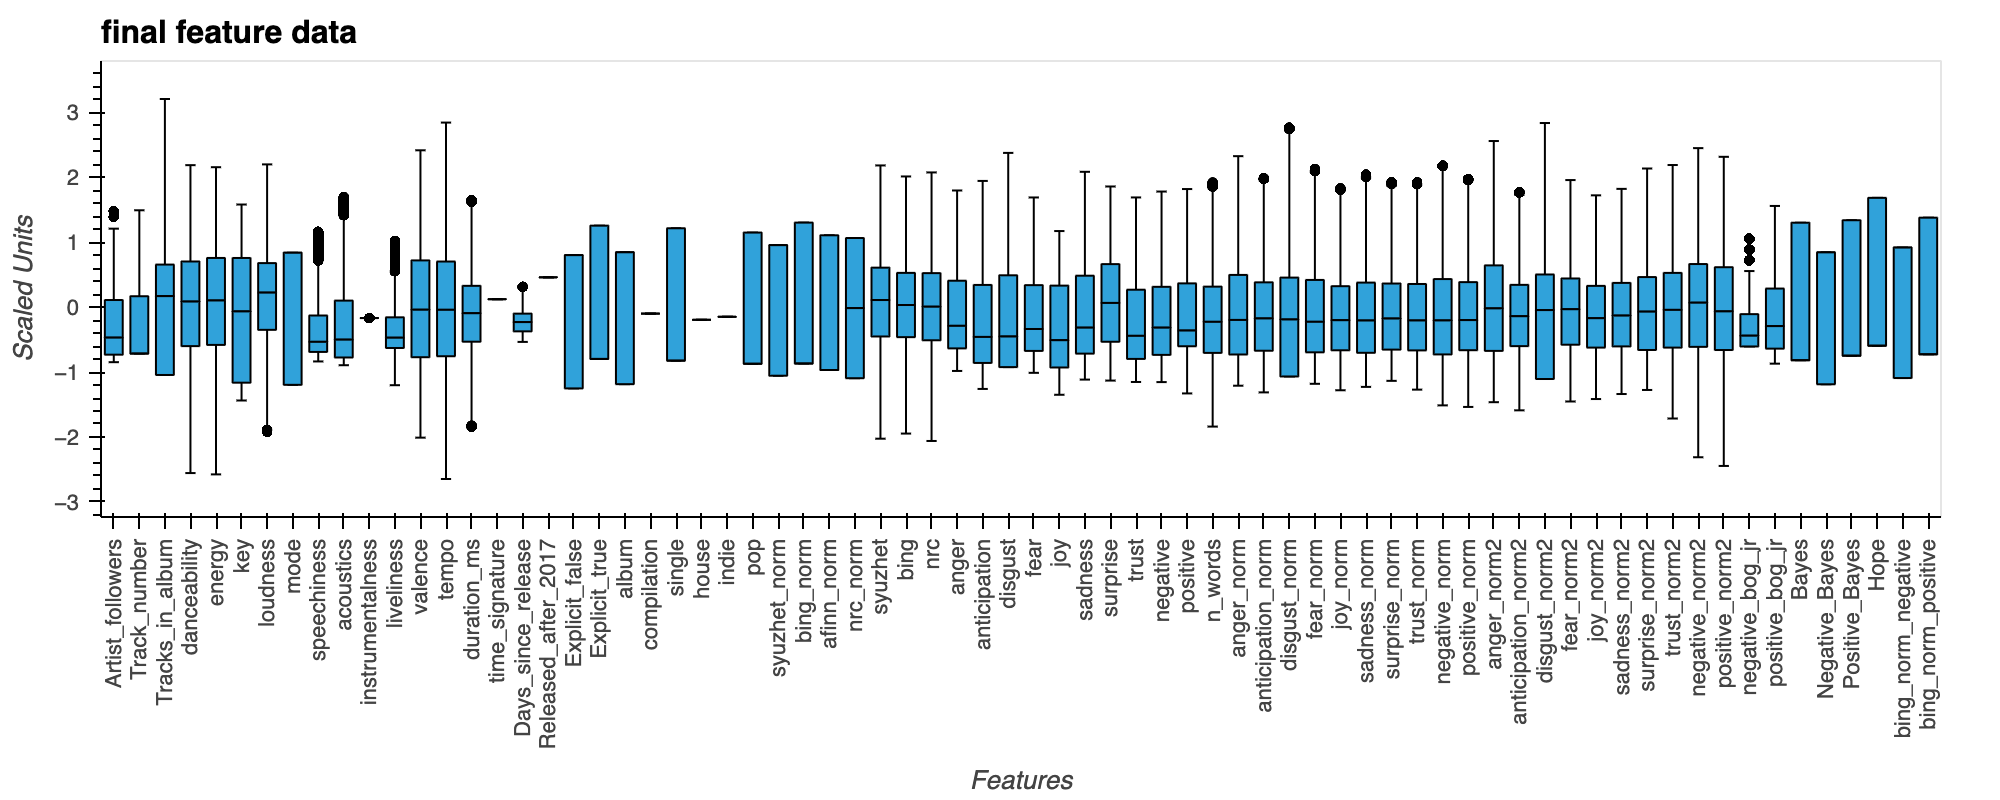 final feature data
Scaled Units
3
2
1
0
−1
−2
−3
Artist_followers
Track_number
Tracks_in_album
danceability
energy
key
loudness
mode
speechiness
acoustics
instrumentalness
liveliness
valence
tempo
duration_ms
time_signature
Days_since_release
Released_after_2017
Explicit_false
Explicit_true
album
compilation
single
house
indie
pop
syuzhet_norm
bing_norm
afinn_norm
nrc_norm
syuzhet
bing
nrc
anger
anticipation
disgust
fear
joy
sadness
surprise
trust
negative
positive
n_words
anger_norm
anticipation_norm
disgust_norm
fear_norm
joy_norm
sadness_norm
surprise_norm
trust_norm
negative_norm
positive_norm
anger_norm2
anticipation_norm2
disgust_norm2
fear_norm2
joy_norm2
sadness_norm2
surprise_norm2
trust_norm2
negative_norm2
positive_norm2
negative_bog_jr
positive_bog_jr
Bayes
Negative_Bayes
Positive_Bayes
Hope
bing_norm_negative
bing_norm_positive
Features